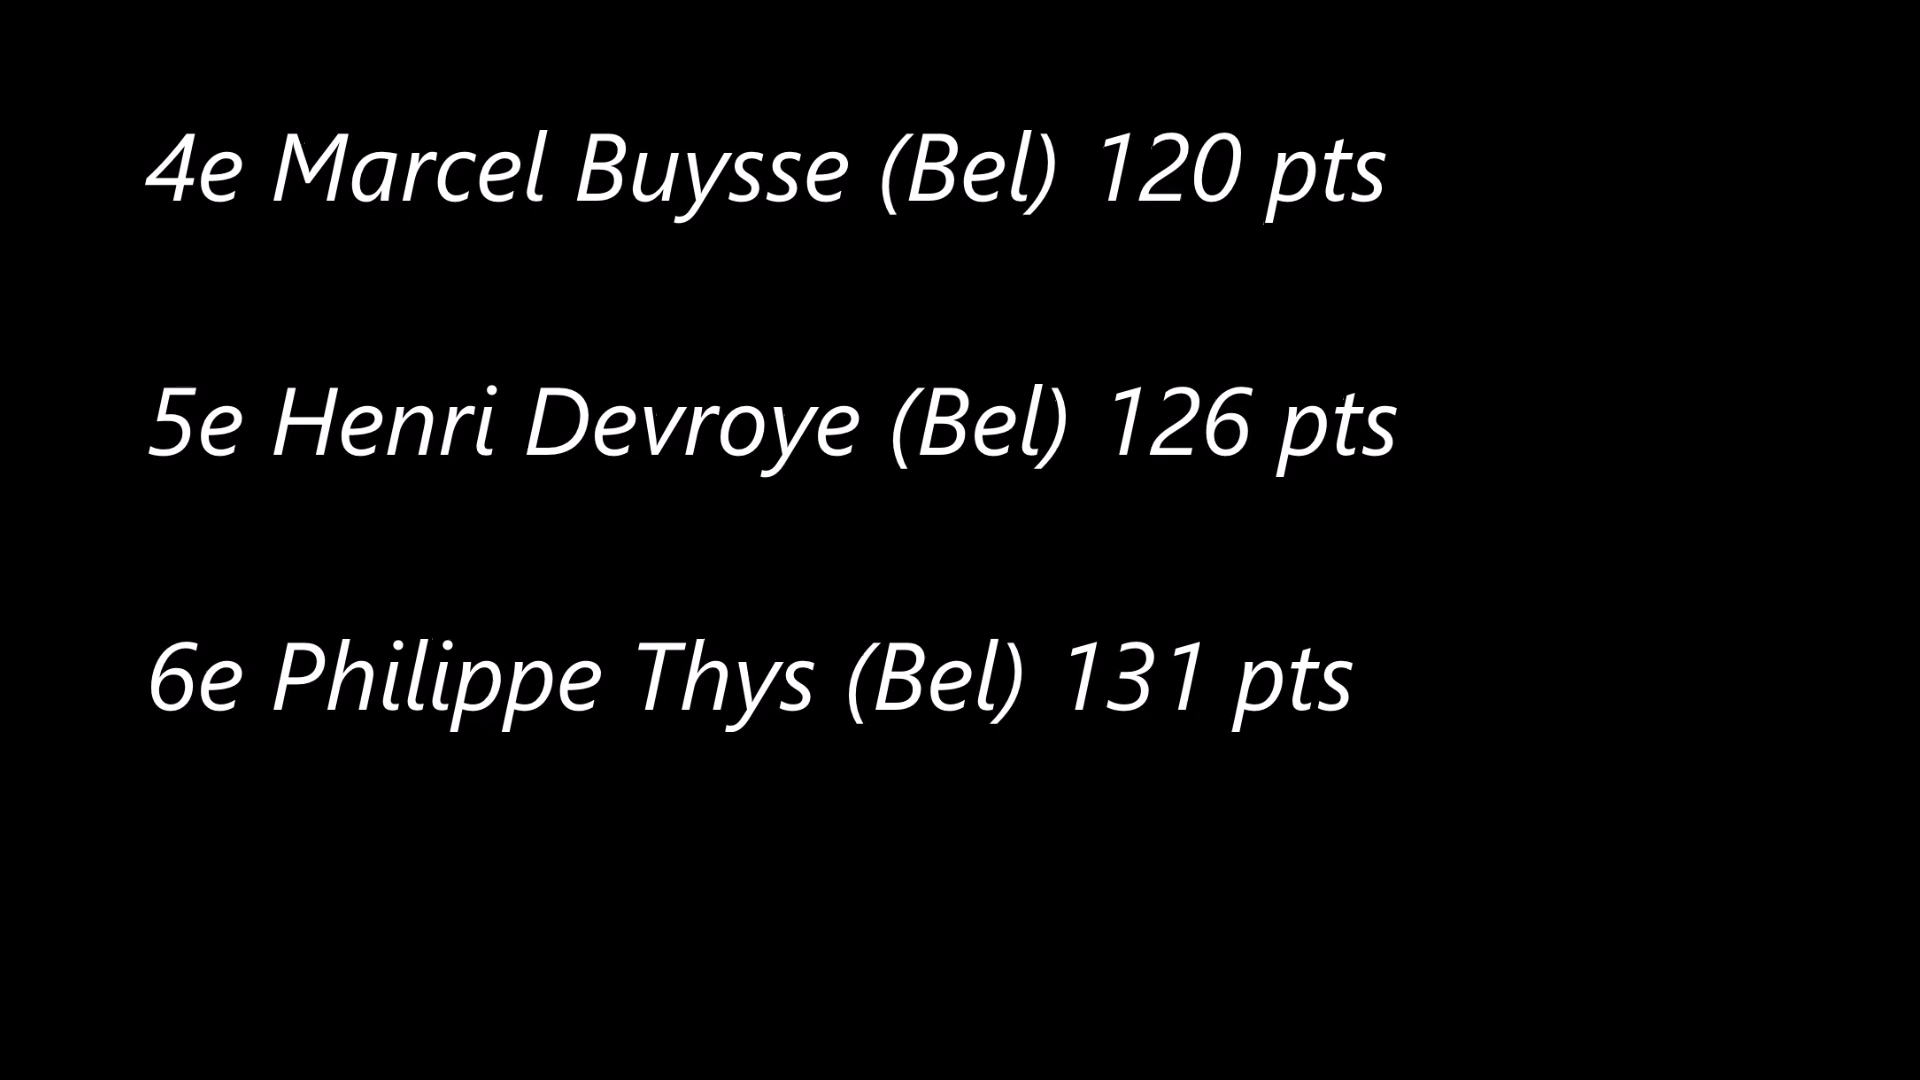 4e Marcel Buysse (Bel) 120 pts
5e Henri Devroye (Bel) 126 pts
6e Philippe Thys (Bel) 131 pts